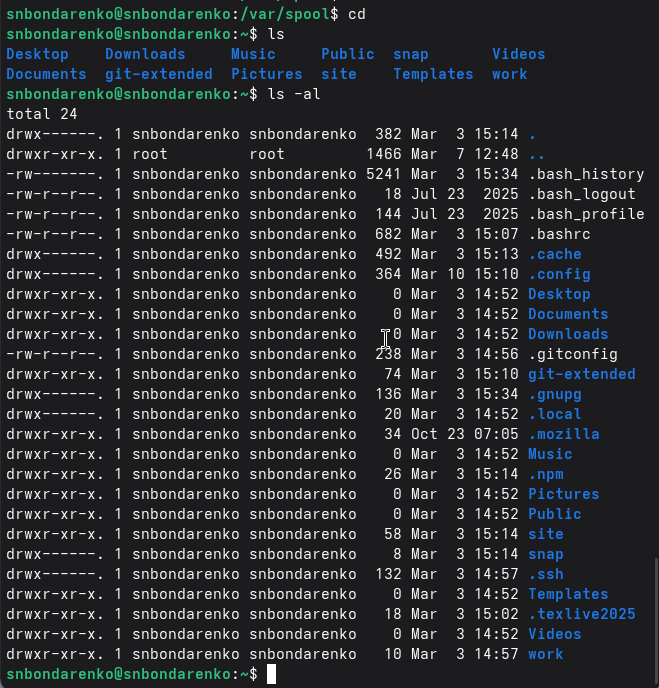 snbondarenko@snbondarenko:/var/spool$ cd
snbondarenko@snbondarenko:~$ ls
Desktop    Downloads     Music     Public  snap       Videos
Documents  git-extended  Pictures  site    Templates  work
snbondarenko@snbondarenko:~$ ls -al
total 24
drwx------. 1 snbondarenko snbondarenko  382 Mar  3 15:14 .
drwxr-xr-x. 1 root         root         1466 Mar  7 12:48 ..
-rw-------. 1 snbondarenko snbondarenko 5241 Mar  3 15:34 .bash_history
-rw-r--r--. 1 snbondarenko snbondarenko   18 Jul 23  2025 .bash_logout
-rw-r--r--. 1 snbondarenko snbondarenko  144 Jul 23  2025 .bash_profile
-rw-r--r--. 1 snbondarenko snbondarenko  682 Mar  3 15:07 .bashrc
drwx------. 1 snbondarenko snbondarenko  492 Mar  3 15:13 .cache
drwx------. 1 snbondarenko snbondarenko  364 Mar 10 15:10 .config
drwxr-xr-x. 1 snbondarenko snbondarenko    0 Mar  3 14:52 Desktop
drwxr-xr-x. 1 snbondarenko snbondarenko    0 Mar  3 14:52 Documents
drwxr-xr-x. 1 snbondarenko snbondarenko    0 Mar  3 14:52 Downloads
-rw-r--r--. 1 snbondarenko snbondarenko  238 Mar  3 14:56 .gitconfig
drwxr-xr-x. 1 snbondarenko snbondarenko   74 Mar  3 15:10 git-extended
drwx------. 1 snbondarenko snbondarenko  136 Mar  3 15:34 .gnupg
drwx------. 1 snbondarenko snbondarenko   20 Mar  3 14:52 .local
drwxr-xr-x. 1 snbondarenko snbondarenko   34 Oct 23 07:05 .mozilla
drwxr-xr-x. 1 snbondarenko snbondarenko    0 Mar  3 14:52 Music
drwxr-xr-x. 1 snbondarenko snbondarenko   26 Mar  3 15:14 .npm
drwxr-xr-x. 1 snbondarenko snbondarenko    0 Mar  3 14:52 Pictures
drwxr-xr-x. 1 snbondarenko snbondarenko    0 Mar  3 14:52 Public
drwxr-xr-x. 1 snbondarenko snbondarenko   58 Mar  3 15:14 site
drwx------. 1 snbondarenko snbondarenko    8 Mar  3 15:14 snap
drwx------. 1 snbondarenko snbondarenko  132 Mar  3 14:57 .ssh
drwxr-xr-x. 1 snbondarenko snbondarenko    0 Mar  3 14:52 Templates
drwxr-xr-x. 1 snbondarenko snbondarenko   18 Mar  3 15:02 .texlive2025
drwxr-xr-x. 1 snbondarenko snbondarenko    0 Mar  3 14:52 Videos
drwxr-xr-x. 1 snbondarenko snbondarenko   10 Mar  3 14:57 work
snbondarenko@snbondarenko:~$